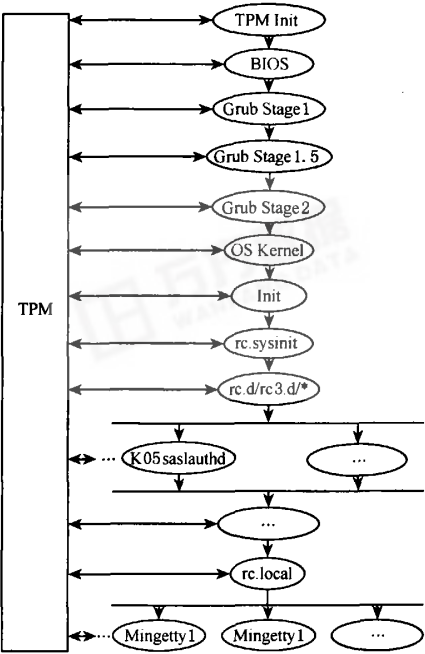 TPM Init
BIOS
Grub Stage1
Grub Stage1.5
Grub Stage2
OS Kernel
Init
TPM
rc.sysinit
rc.d/rc3.d/*
... K05saslauthd ...
...
rc.local
... Mingetty1 Mingetty1 ...